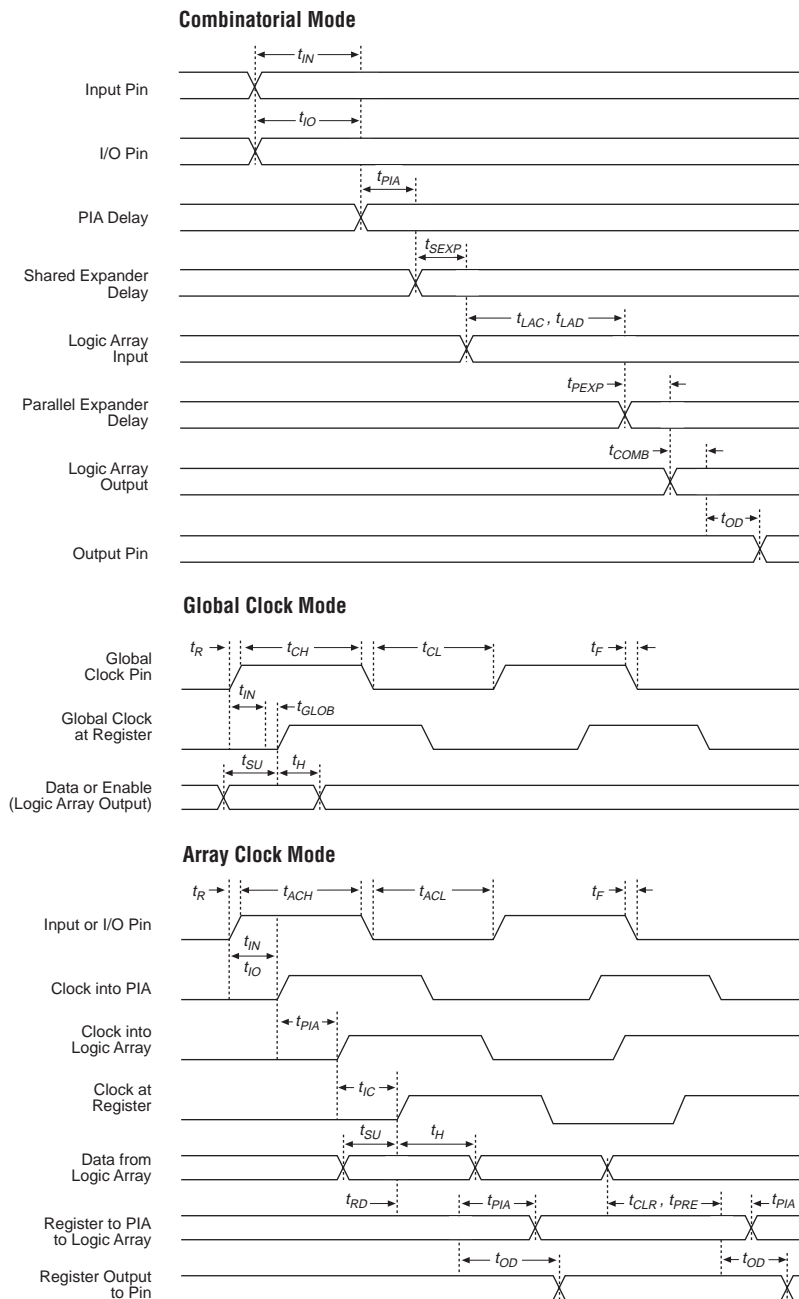 Combinatorial Mode
tIN
Input Pin
tIO
I/O Pin
tPIA
PIA Delay
tSEXP
Shared Expander
Delay
tLAC , tLAD
Logic Array
Input
tPEXP
Parallel Expander
Delay
tCOMB
Logic Array
Output
tOD
Output Pin
Global Clock Mode
tR
tCH
tCL
tF
Global
Clock Pin
tIN
tGLOB
Global Clock
at Register
tSU
tH
Data or Enable
(Logic Array Output)
Array Clock Mode
tR
tACH
tACL
tF
Input or I/O Pin
tIN
tIO
Clock into PIA
tPIA
Clock into
Logic Array
tIC
Clock at
Register
tSU
tH
Data from
Logic Array
tRD
tPIA
tCLR , tPRE
tPIA
Register to PIA
to Logic Array
tOD
tOD
Register Output
to Pin